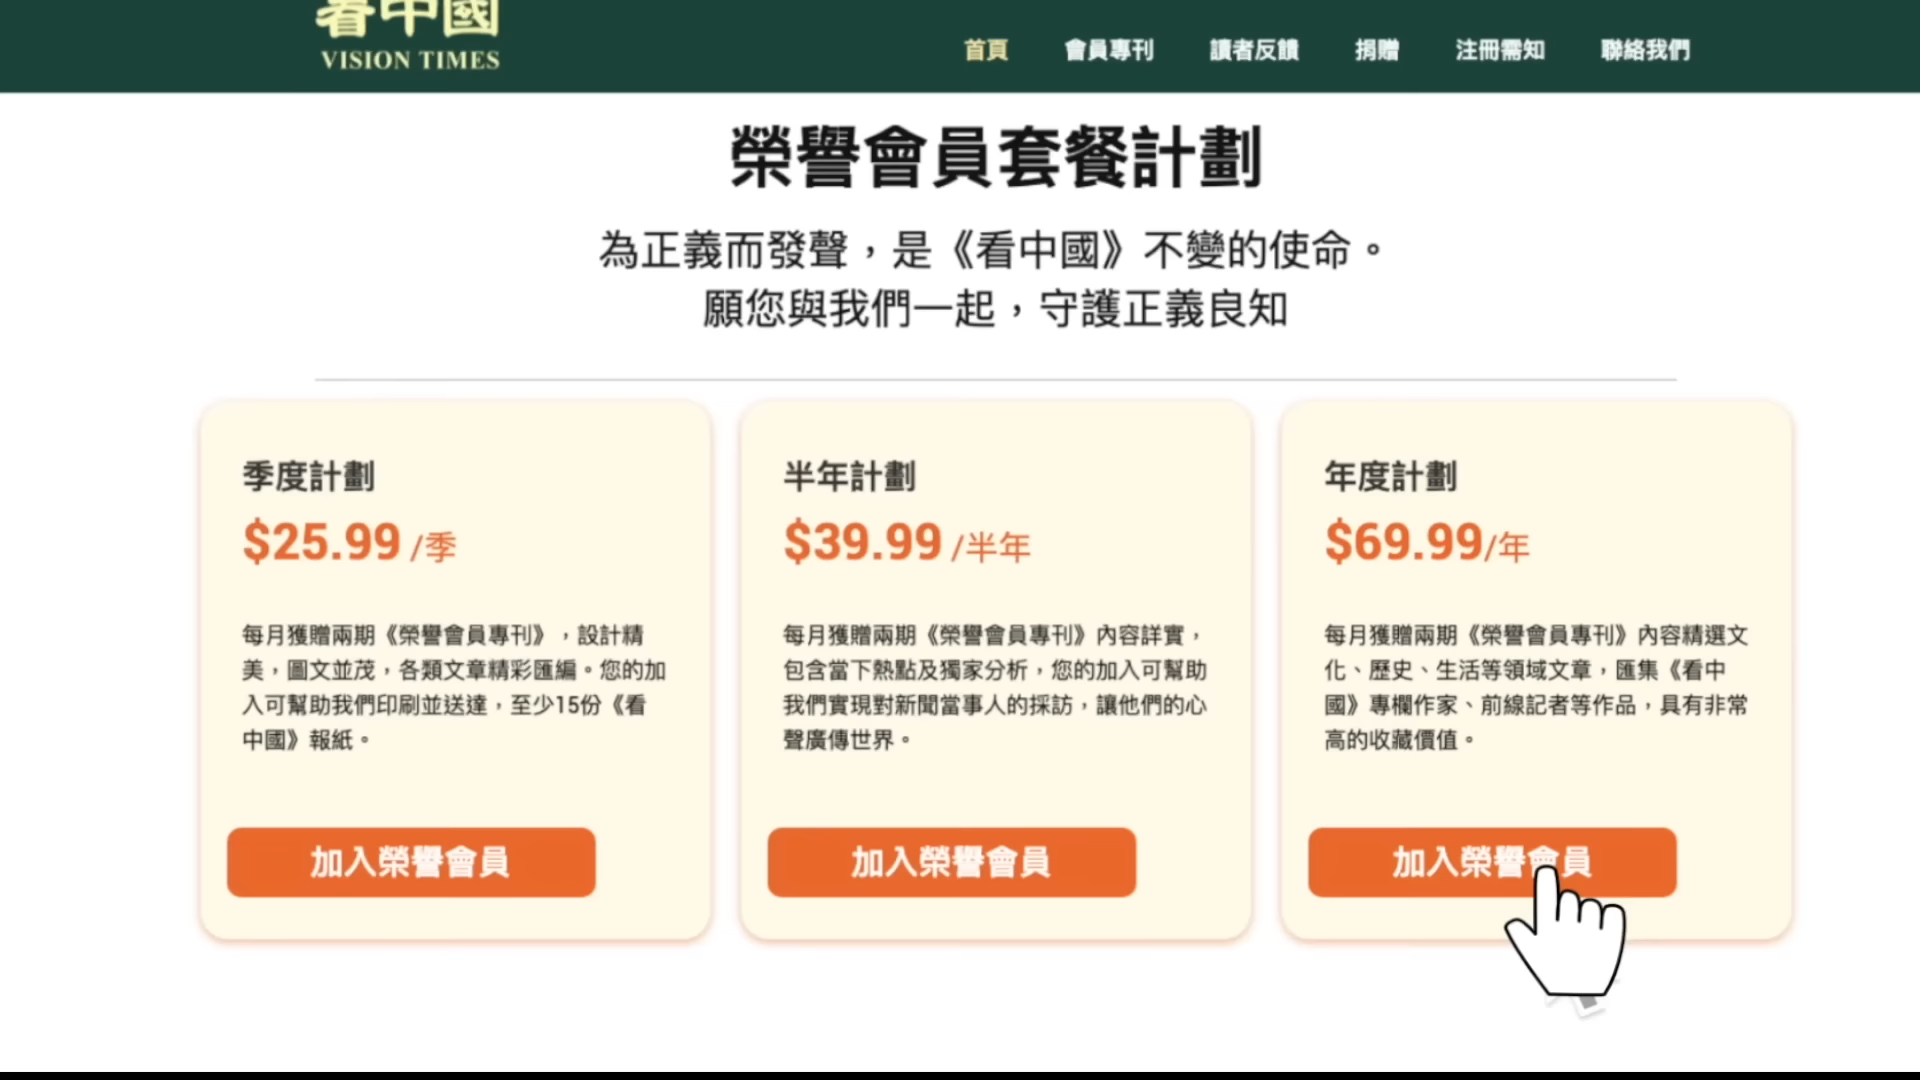 看中國
VISION TIMES
首頁 會員專刊 讀者反饋 捐贈 注冊需知 聯絡我們
榮譽會員套餐計劃
為正義而發聲，是《看中國》不變的使命。
願您與我們一起，守護正義良知
季度計劃
$25.99 /季
每月獲贈兩期《榮譽會員專刊》，設計精
美，圖文並茂，各類文章精彩匯編。您的加
入可幫助我們印刷並送達，至少15份《看
中國》報紙。
加入榮譽會員
半年計劃
$39.99 /半年
每月獲贈兩期《榮譽會員專刊》內容詳實，
包含當下熱點及獨家分析，您的加入可幫助
我們實現對新聞當事人的採訪，讓他們的心
聲廣傳世界。
加入榮譽會員
年度計劃
$69.99/年
每月獲贈兩期《榮譽會員專刊》內容精選文
化、歷史、生活等領域文章，匯集《看中
國》專欄作家、前線記者等作品，具有非常
高的收藏價值。
加入榮譽會員